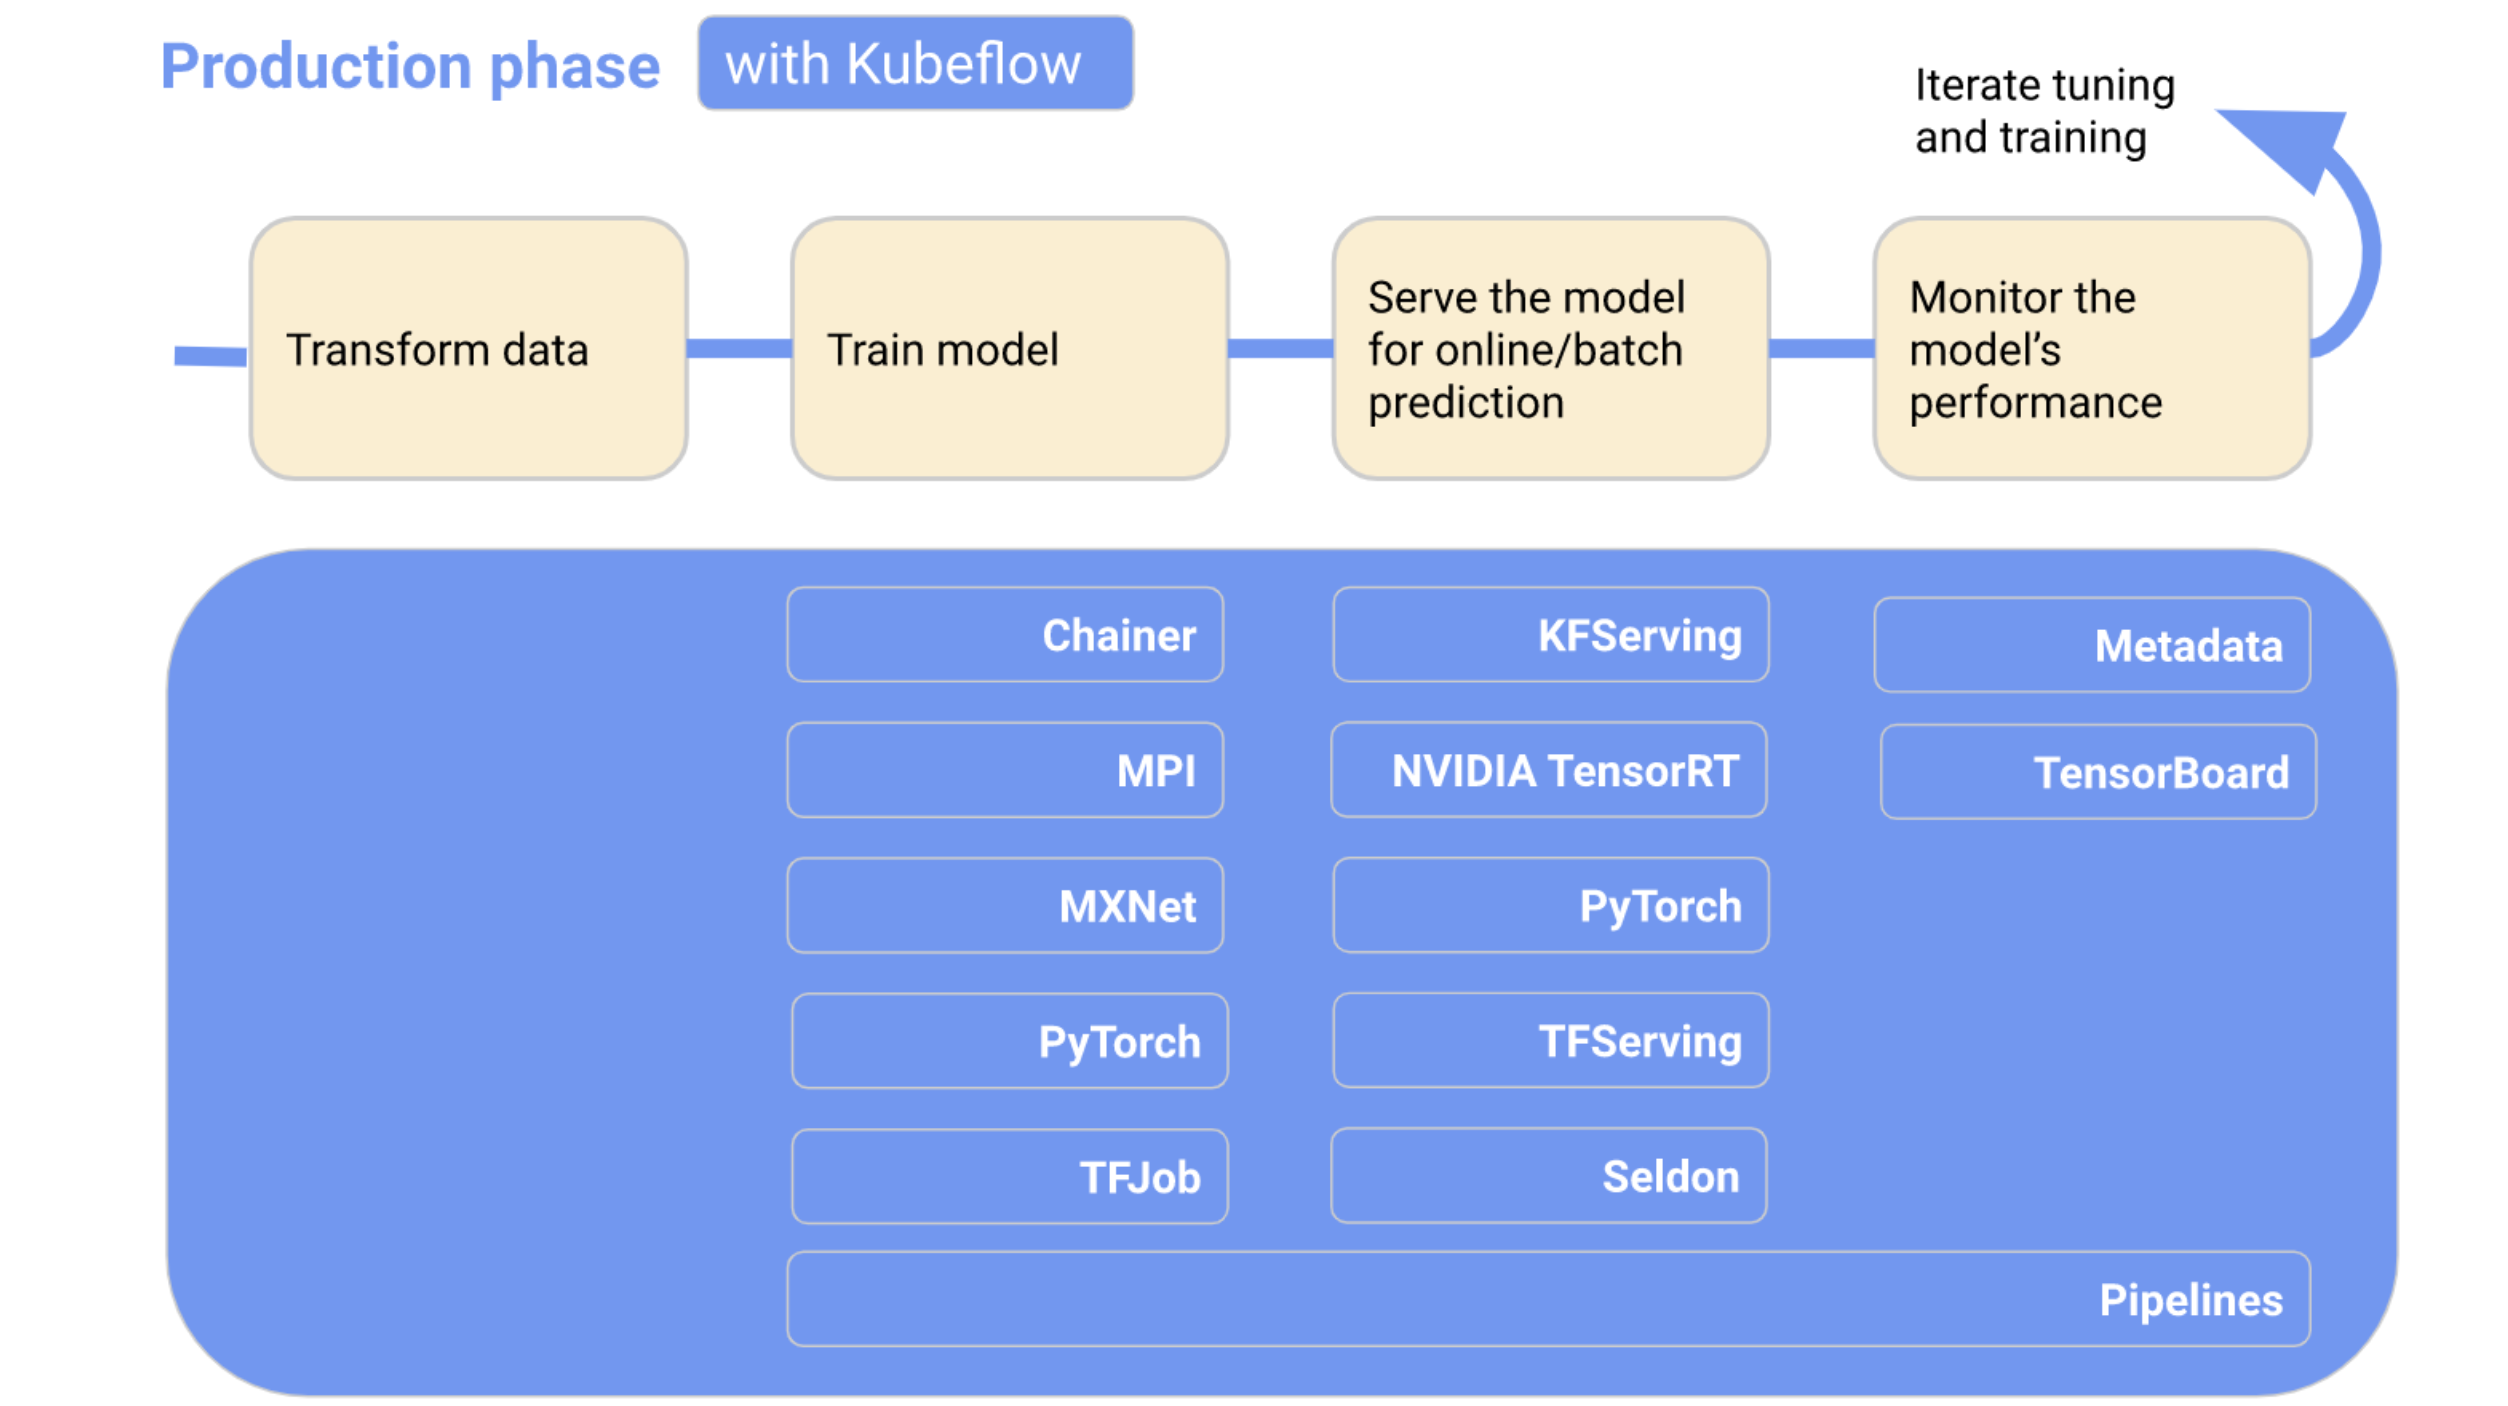 Production phase
with Kubeflow
Iterate tuning
and training
Transform data
Train model
Serve the model
for online/batch
prediction
Monitor the
model’s
performance
Chainer
KFServing
Metadata
MPI
NVIDIA TensorRT
TensorBoard
MXNet
PyTorch
PyTorch
TFServing
TFJob
Seldon
Pipelines